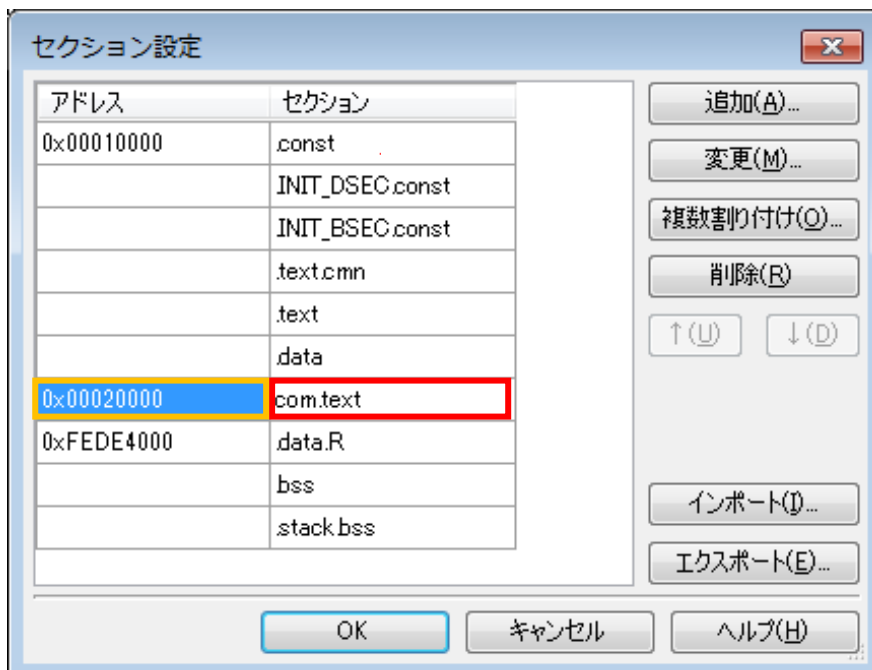 セクション設定
アドレス セクション
0x00010000 .const
INIT_DSEC.const
INIT_BSEC.const
.text.cmn
.text
.data
0x00020000 com.text
0xFEDE4000 .data.R
.bss
.stack.bss
追加(A)...
変更(M)...
複数割り付け(O)...
削除(R)
↑(U) ↓(D)
インポート(I)...
エクスポート(E)...
OK キャンセル ヘルプ(H)